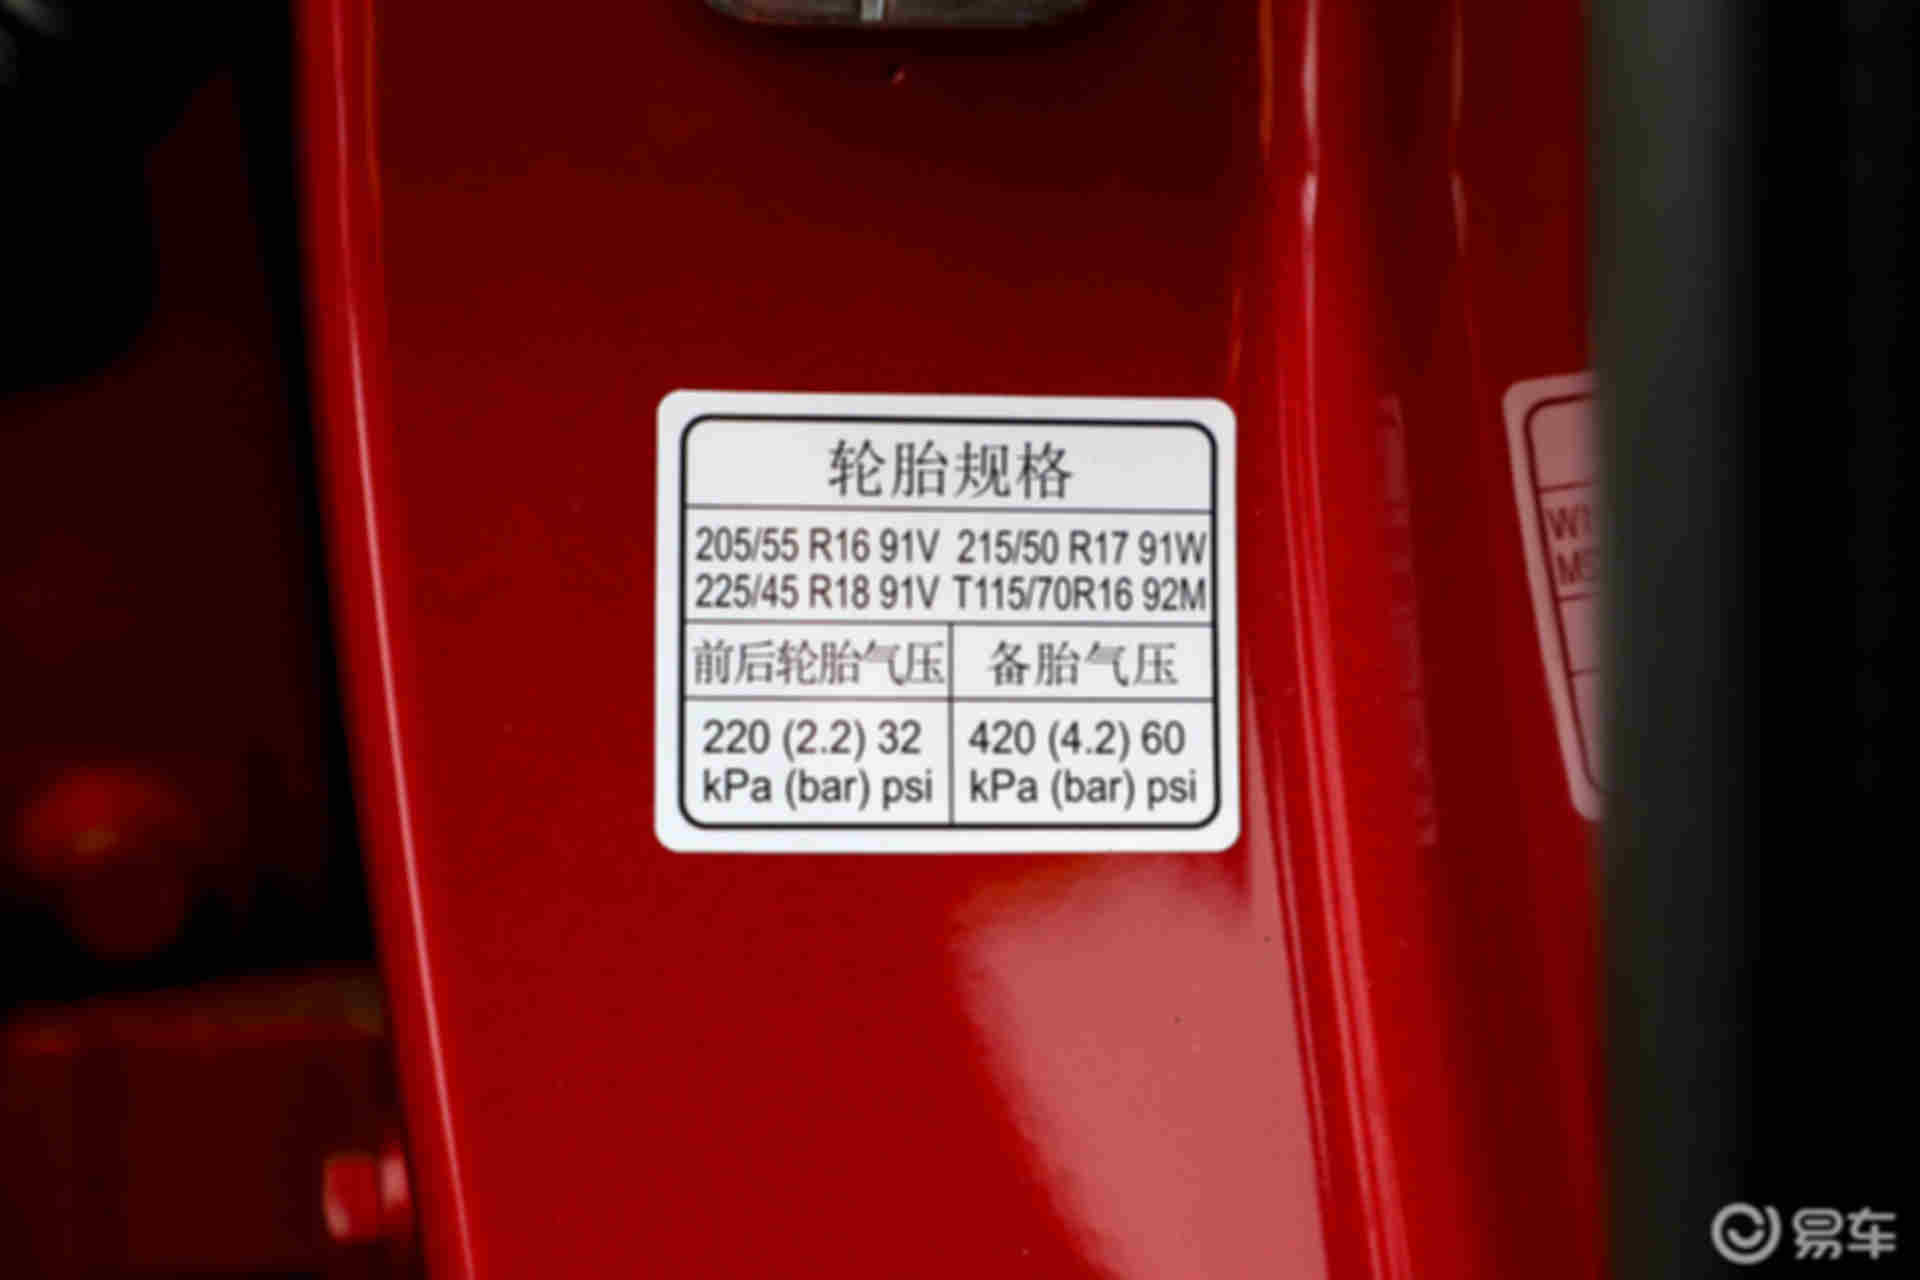 轮胎规格
205/55 R16 91V 215/50 R17 91W
225/45 R18 91V T115/70R16 92M
前后轮胎气压 备胎气压
220 (2.2) 32 420 (4.2) 60
kPa (bar) psi kPa (bar) psi
易车